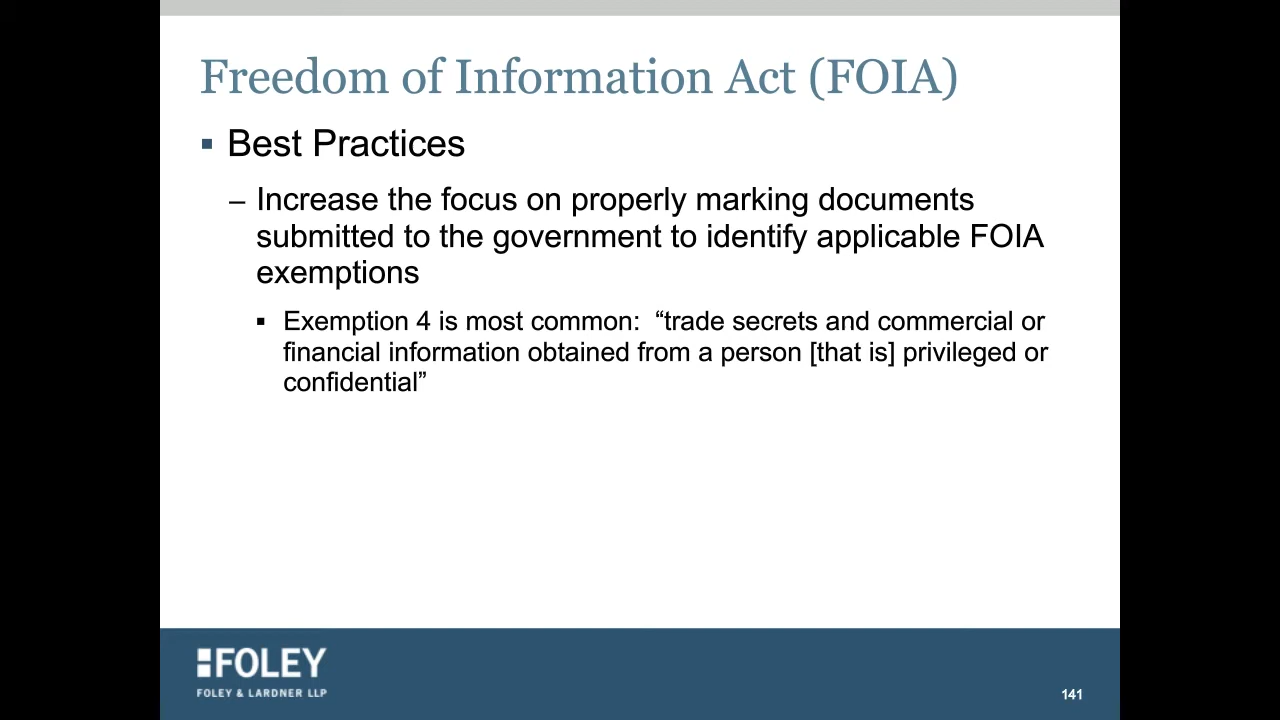 Freedom of Information Act (FOIA)
▪ Best Practices
– Increase the focus on properly marking documents
submitted to the government to identify applicable FOIA
exemptions
▪ Exemption 4 is most common:  “trade secrets and commercial or
financial information obtained from a person [that is] privileged or
confidential”
FOLEY
FOLEY & LARDNER LLP
141